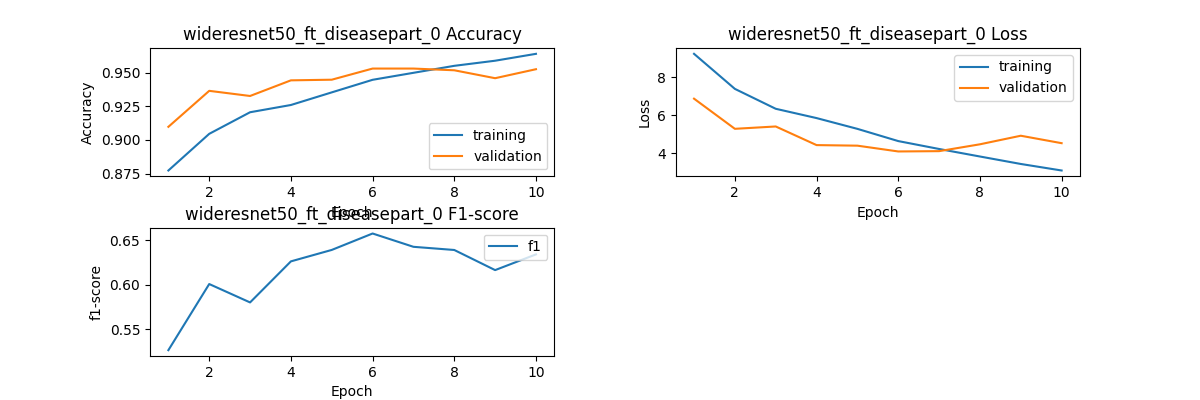 wideresnet50_ft_diseasepart_0 Accuracy
0.950
0.925
0.900
0.875
Accuracy
training
validation
2 4 6 8 10
Epoch
wideresnet50_ft_diseasepart_0 Loss
8
6
4
Loss
training
validation
2 4 6 8 10
Epoch
wideresnet50_ft_diseasepart_0 F1-score
0.65
0.60
0.55
f1-score
f1
2 4 6 8 10
Epoch